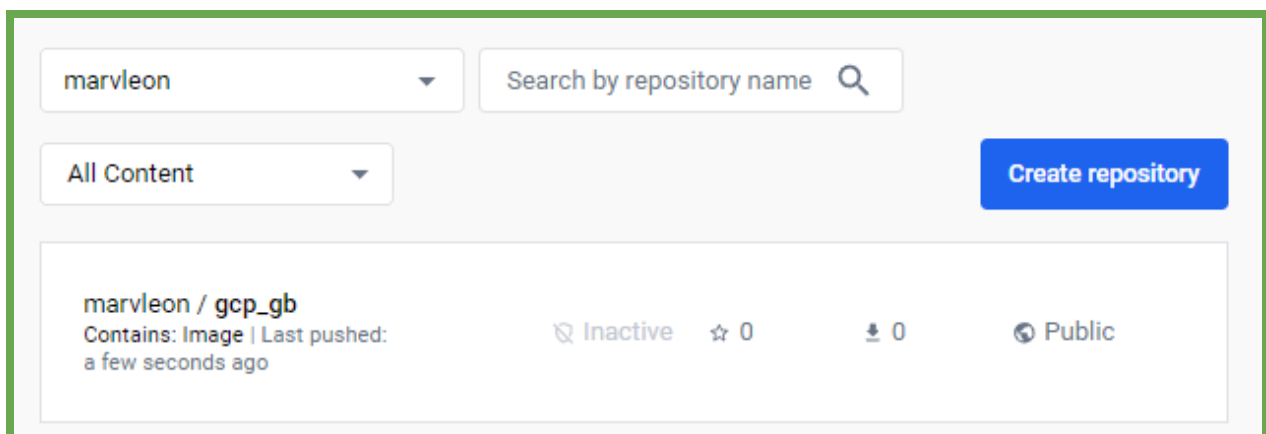 marvleon
Search by repository name
All Content
Create repository
marvleon / gcp_gb
Contains: Image | Last pushed:
a few seconds ago
Inactive
0
0
Public